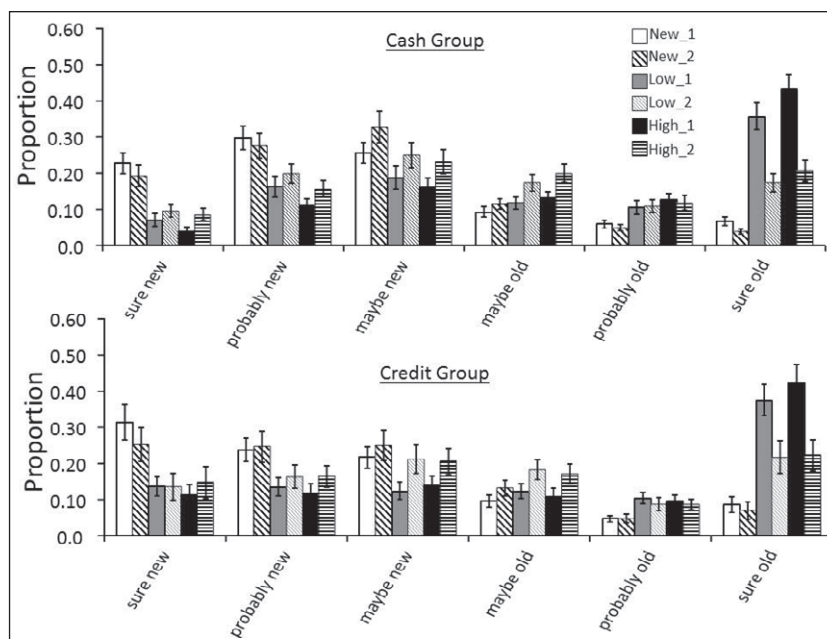 Cash Group
Proportion
0.60
0.50
0.40
0.30
0.20
0.10
0.0
New_1
New_2
Low_1
Low_2
High_1
High_2
sure new
probably new
maybe new
maybe old
probably old
sure old
Credit Group
Proportion
0.60
0.50
0.40
0.30
0.20
0.10
0.0
sure new
probably new
maybe new
maybe old
probably old
sure old